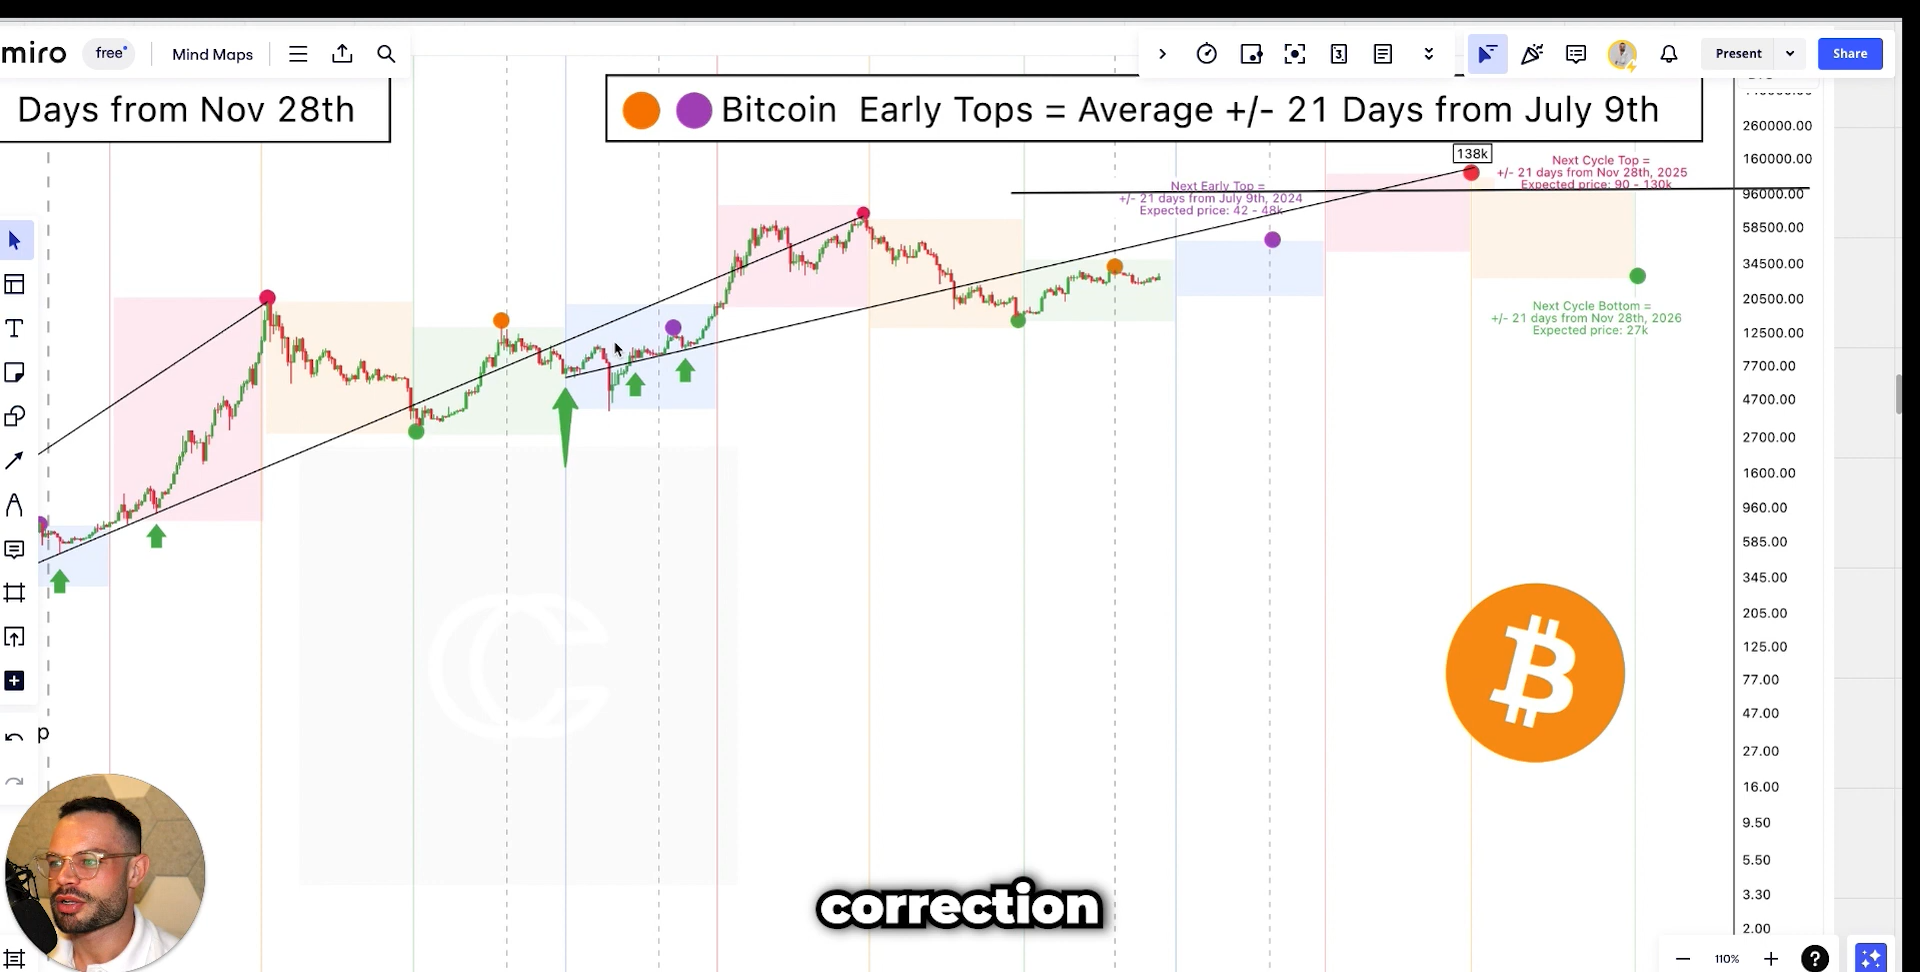 miro free Mind Maps
3
Present Share
Days from Nov 28th
Bitcoin Early Tops = Average +/- 21 Days from July 9th
138k
Next Cycle Top =
+/- 21 days from Nov 28th, 2025
Expected price: 90 - 130k
Next Early Top =
+/- 21 days from July 9th, 2024
Expected price: 42 - 48k
Next Cycle Bottom =
+/- 21 days from Nov 28th, 2026
Expected price: 27k
260000.00
160000.00
96000.00
58500.00
34500.00
20500.00
12500.00
7700.00
4700.00
2700.00
1600.00
960.00
585.00
345.00
205.00
125.00
77.00
47.00
27.00
16.00
9.50
5.50
3.30
2.00
p
correction
110%